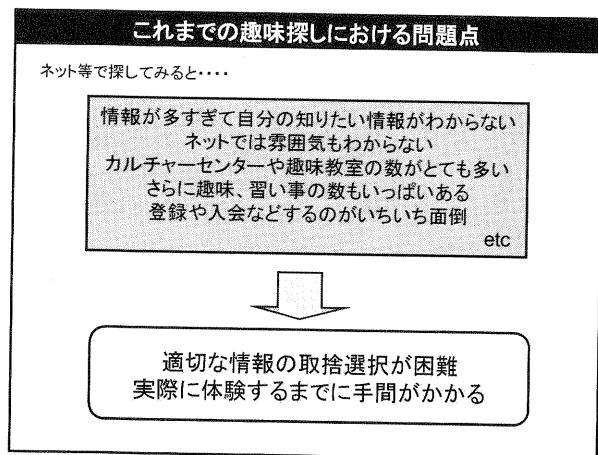 これまでの趣味探しにおける問題点
ネット等で探してみると・・・・
情報が多すぎて自分の知りたい情報がわからない
ネットでは雰囲気もわからない
カルチャーセンターや趣味教室の数がとても多い
さらに趣味、習い事の数もいっぱいある
登録や入会などするのがいちいち面倒
etc
適切な情報の取捨選択が困難
実際に体験するまでに手間がかかる